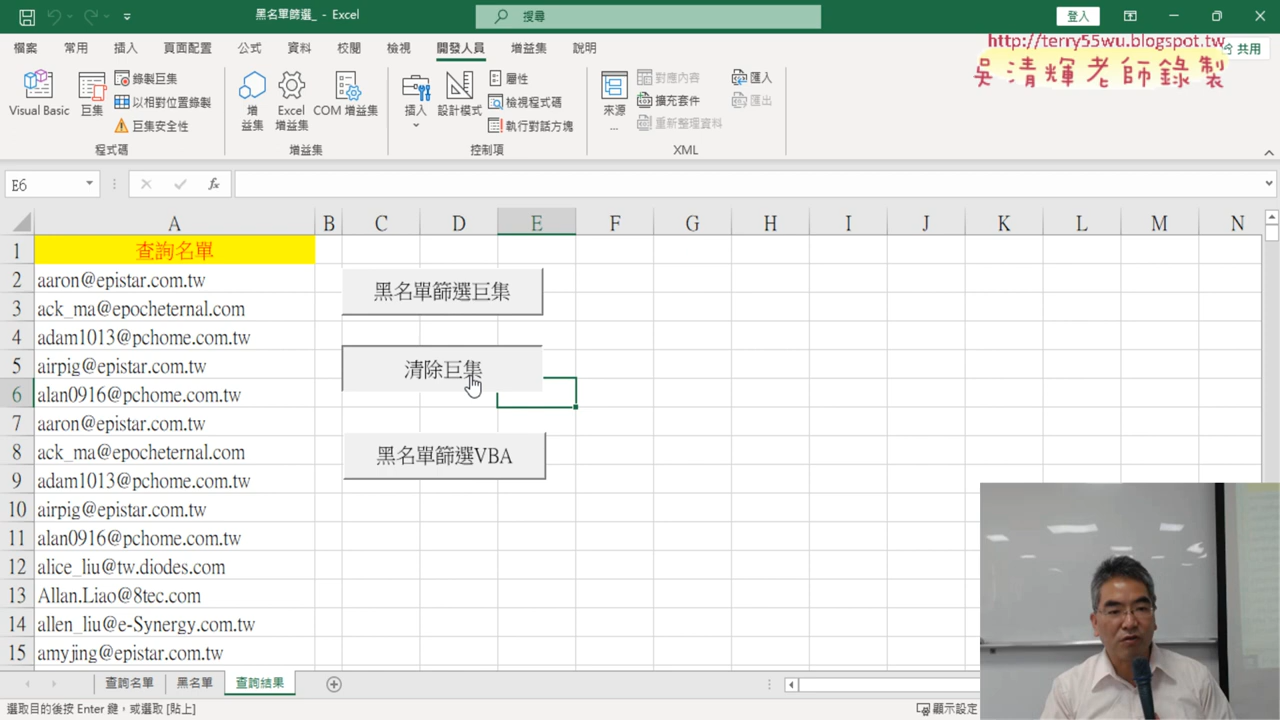 黑名單篩選_ - Excel
搜尋
登入
檔案 常用 插入 頁面配置 公式 資料 校閱 檢視 開發人員 增益集 說明
共用
http://terry55wu.blogspot.tw
吳清輝老師錄製
Visual Basic
巨集
錄製巨集
以相對位置錄製
巨集安全性
程式碼
增益集
Excel 增益集
COM 增益集
增益集
插入
設計模式
屬性
檢視程式碼
執行對話方塊
控制項
來源...
對應內容
擴充套件
重新整理資料
匯入
匯出
XML
E6
fx
A B C D E F G H I J K L M N
1 查詢名單
2 aaron@epistar.com.tw
3 ack_ma@epocheternal.com
4 adam1013@pchome.com.tw
5 airpig@epistar.com.tw
6 alan0916@pchome.com.tw
7 aaron@epistar.com.tw
8 ack_ma@epocheternal.com
9 adam1013@pchome.com.tw
10 airpig@epistar.com.tw
11 alan0916@pchome.com.tw
12 alice_liu@tw.diodes.com
13 Allan.Liao@8tec.com
14 allen_liu@e-Synergy.com.tw
15 amyjing@epistar.com.tw
黑名單篩選巨集
清除巨集
黑名單篩選VBA
查詢名單 黑名單 查詢結果
選取目的後按 Enter 鍵，或選取 [貼上]
顯示設定